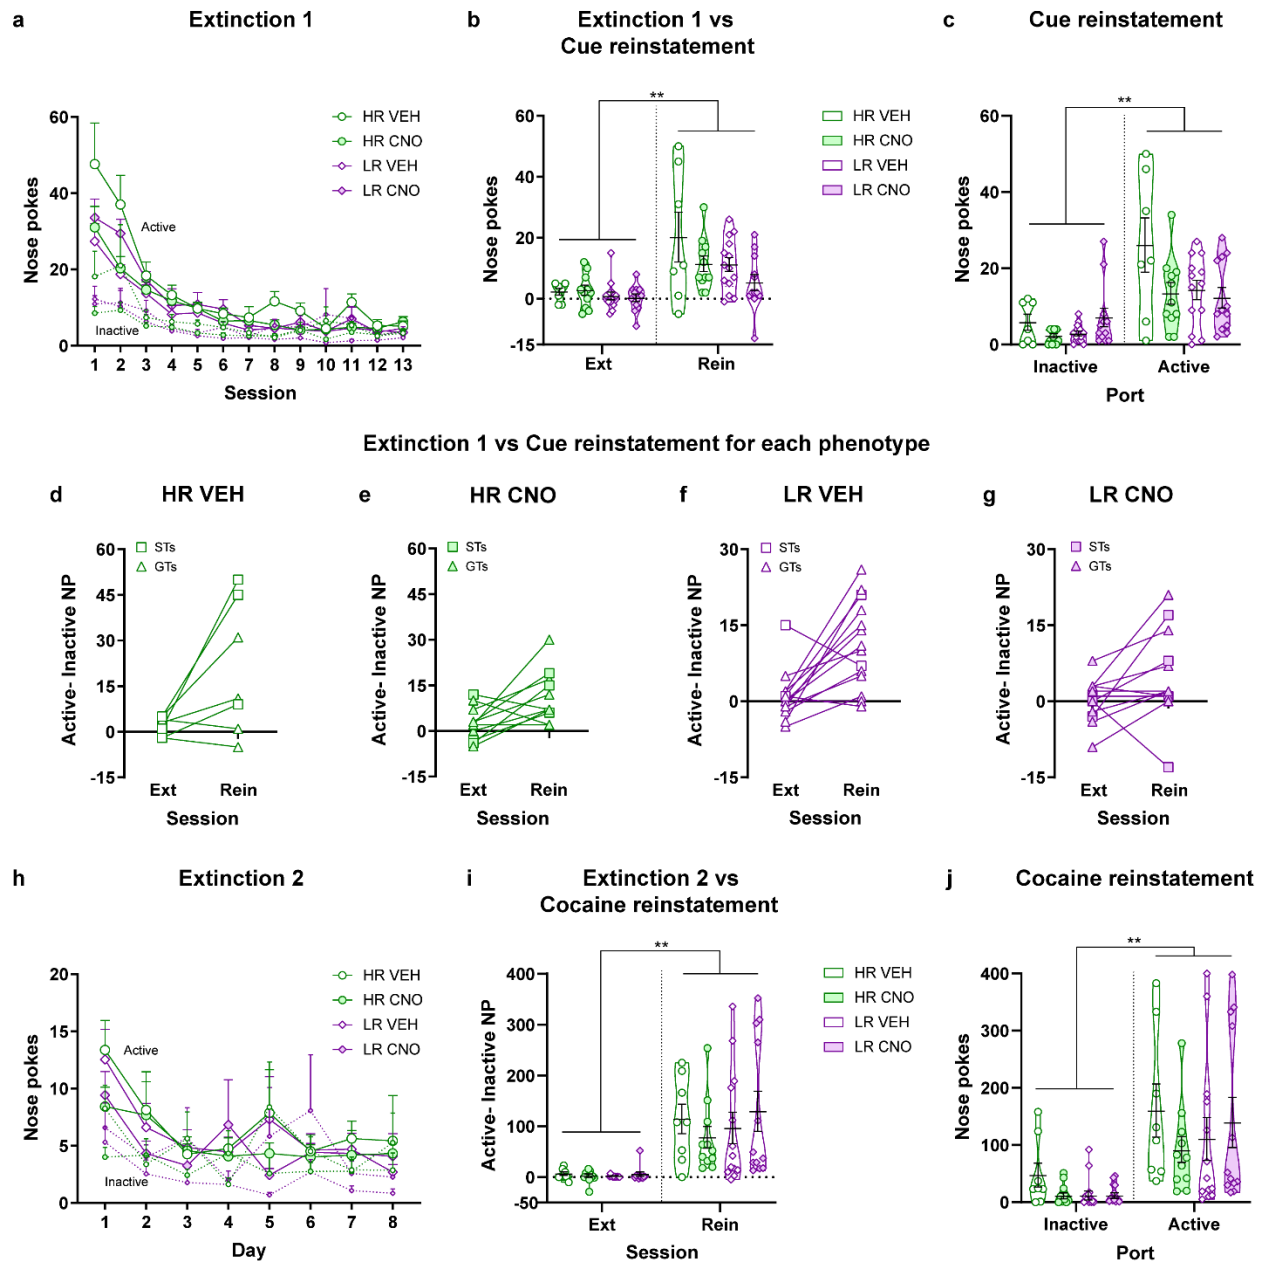 a
Extinction 1
Nose pokes
60
40
20
0
Active
Inactive
HR VEH
HR CNO
LR VEH
LR CNO
1 2 3 4 5 6 7 8 9 10 11 12 13
Session
b
Extinction 1 vs
Cue reinstatement
**
Nose pokes
60
45
30
15
0
-15
Ext Rein
HR VEH
HR CNO
LR VEH
LR CNO
c
Cue reinstatement
**
Nose pokes
60
40
20
0
Inactive Active
Port
Extinction 1 vs Cue reinstatement for each phenotype
d
HR VEH
STs
GTs
Active- Inactive NP
60
45
30
15
0
-15
Ext Rein
Session
e
HR CNO
STs
GTs
Active- Inactive NP
60
45
30
15
0
-15
Ext Rein
Session
f
LR VEH
STs
GTs
Active- Inactive NP
30
15
0
-15
Ext Rein
Session
g
LR CNO
STs
GTs
Active- Inactive NP
30
15
0
-15
Ext Rein
Session
h
Extinction 2
Nose pokes
20
15
10
5
0
Active
Inactive
HR VEH
HR CNO
LR VEH
LR CNO
1 2 3 4 5 6 7 8
Day
i
Extinction 2 vs
Cocaine reinstatement
**
Active- Inactive NP
400
300
200
100
0
-50
Ext Rein
Session
HR VEH
HR CNO
LR VEH
LR CNO
j
Cocaine reinstatement
**
Nose pokes
400
200
100
0
Inactive Active
Port